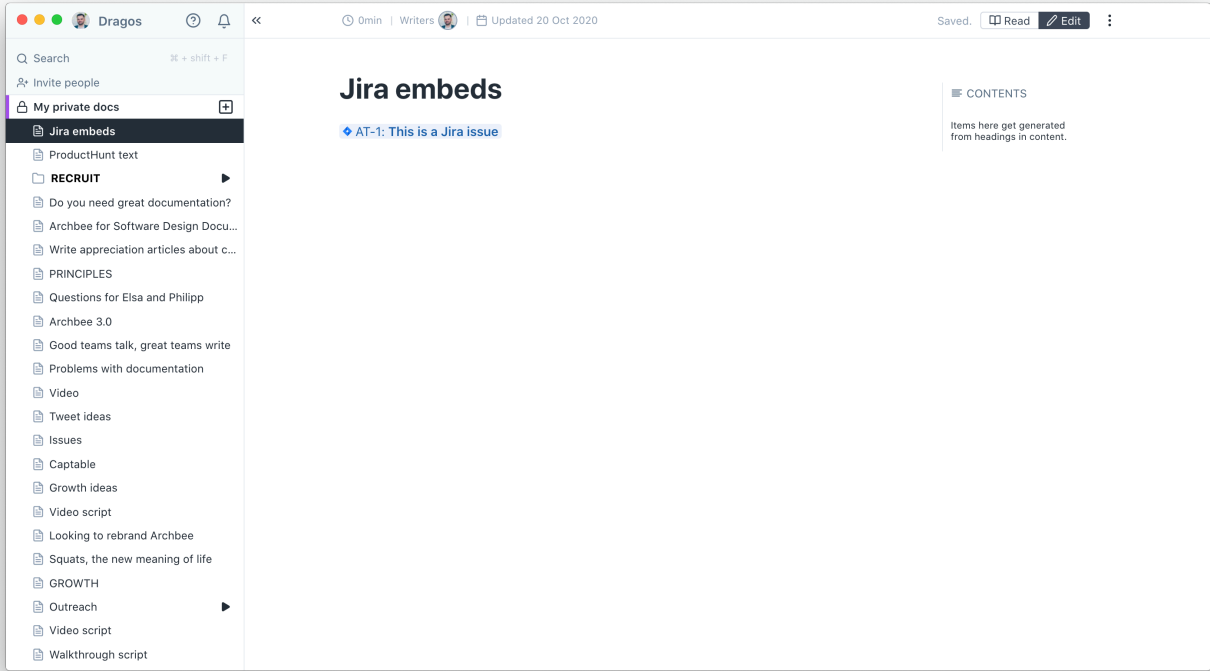 Dragos
0min | Writers | Updated 20 Oct 2020
Saved. Read Edit
Search ⌘ + shift + F
Invite people
My private docs
Jira embeds
ProductHunt text
RECRUIT
Do you need great documentation?
Archbee for Software Design Docu...
Write appreciation articles about c...
PRINCIPLES
Questions for Elsa and Philipp
Archbee 3.0
Good teams talk, great teams write
Problems with documentation
Video
Tweet ideas
Issues
Captable
Growth ideas
Video script
Looking to rebrand Archbee
Squats, the new meaning of life
GROWTH
Outreach
Video script
Walkthrough script
Jira embeds
AT-1: This is a Jira issue
CONTENTS
Items here get generated
from headings in content.